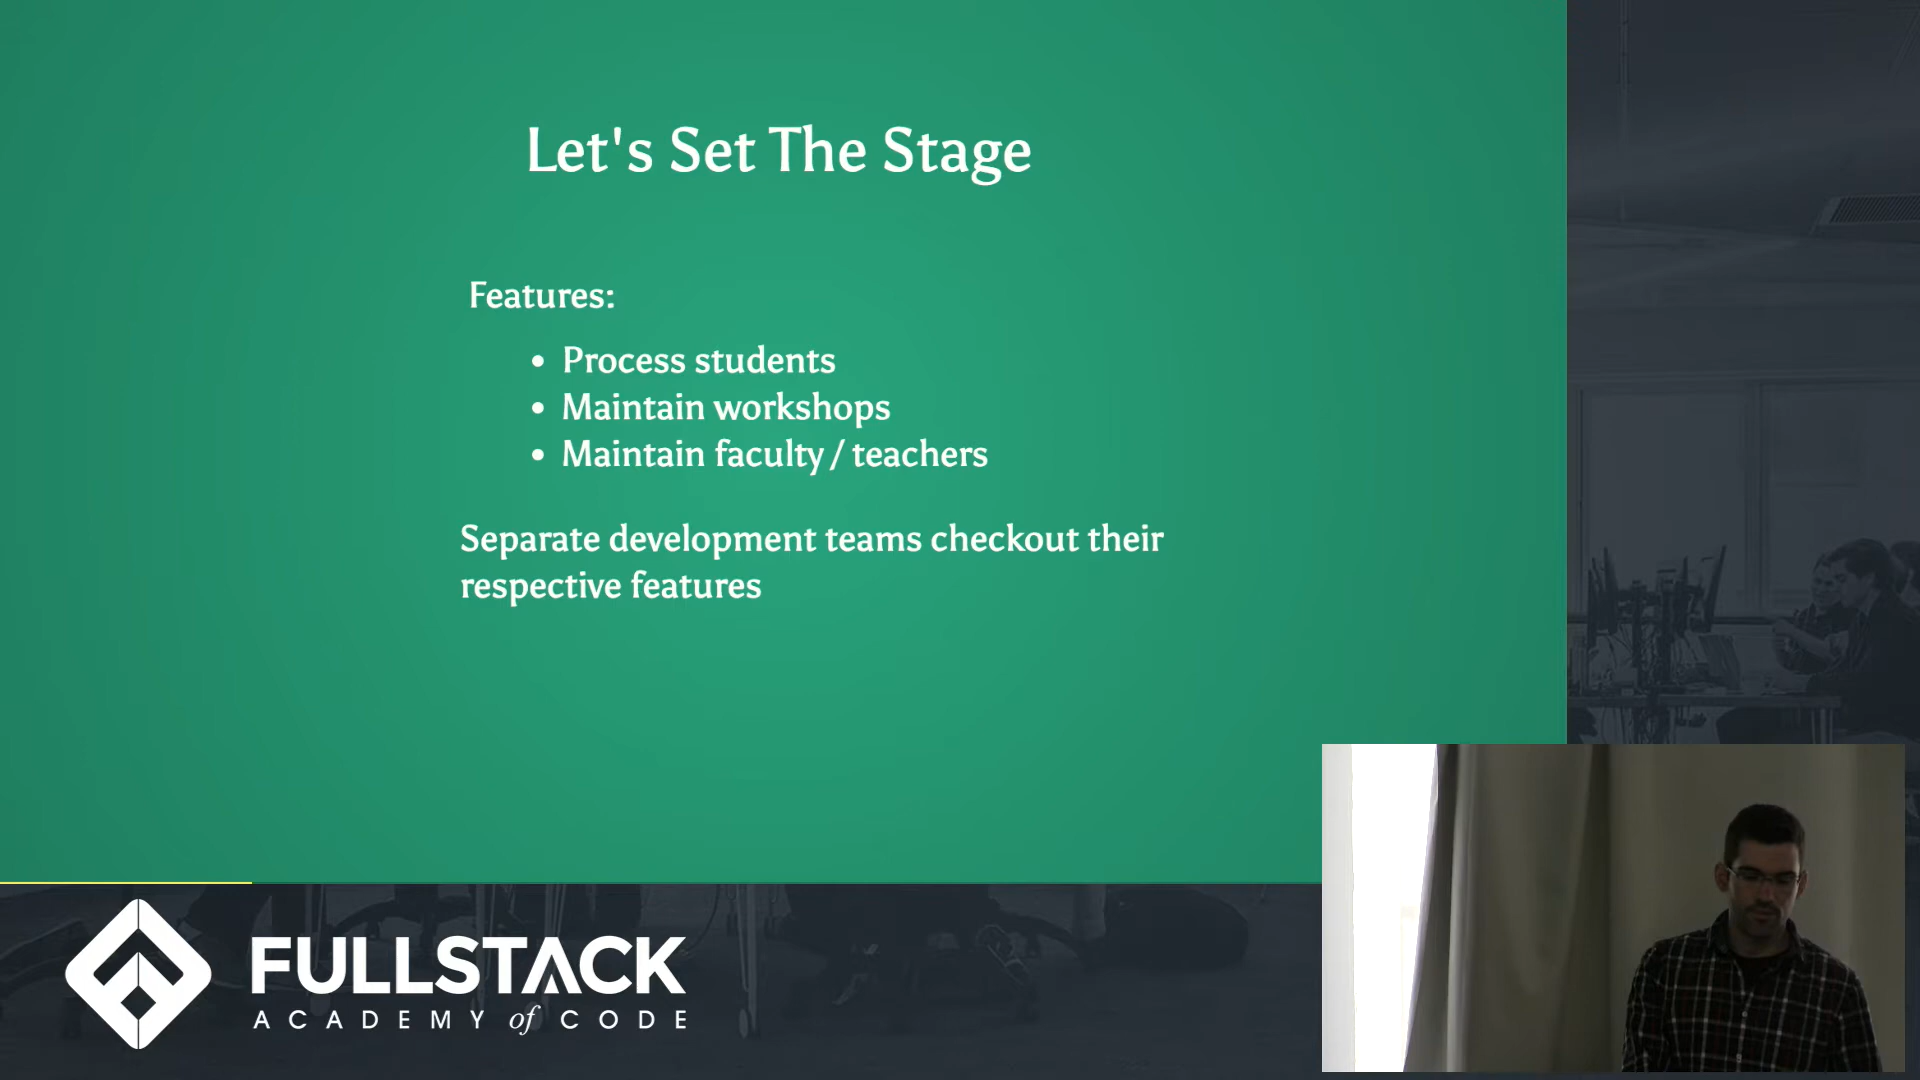 Let's Set The Stage
Features:
• Process students
• Maintain workshops
• Maintain faculty / teachers
Separate development teams checkout their
respective features
FULLSTACK
ACADEMY of CODE